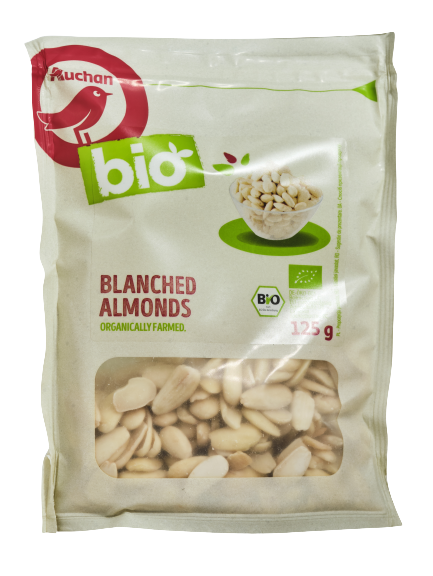 Auchan
bio
BLANCHED
ALMONDS
ORGANICALLY FARMED.
BIO
125 g